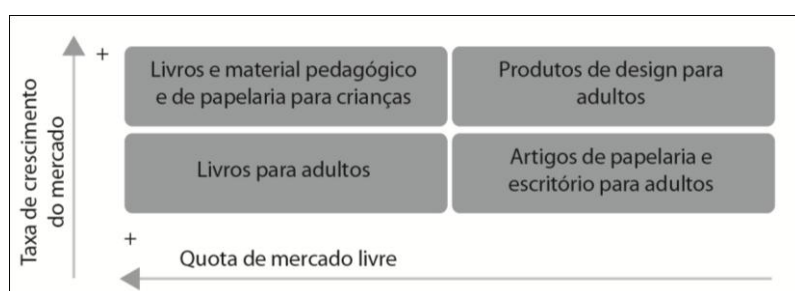 Taxa de crescimento
do mercado
+
Livros e material pedagógico
e de papelaria para crianças
Produtos de design para
adultos
Livros para adultos
Artigos de papelaria e
escritório para adultos
+
Quota de mercado livre